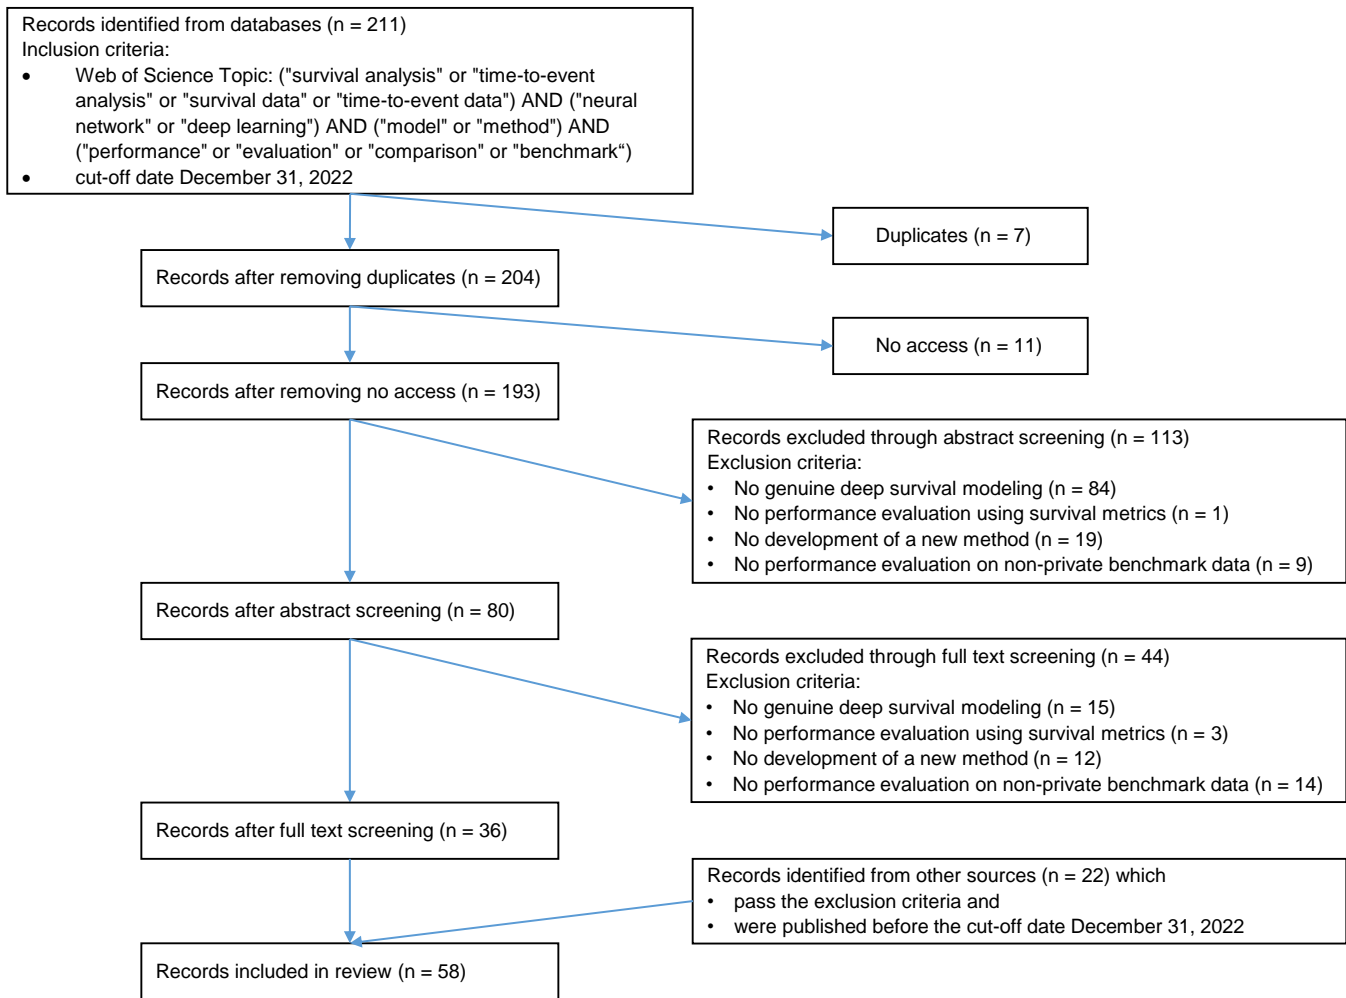 Records identified from databases (n = 211)
Inclusion criteria:
• Web of Science Topic: ("survival analysis" or "time-to-event
analysis" or "survival data" or "time-to-event data") AND ("neural
network" or "deep learning") AND ("model" or "method") AND
("performance" or "evaluation" or "comparison" or "benchmark“)
• cut-off date December 31, 2022
Duplicates (n = 7)
Records after removing duplicates (n = 204)
No access (n = 11)
Records after removing no access (n = 193)
Records excluded through abstract screening (n = 113)
Exclusion criteria:
• No genuine deep survival modeling (n = 84)
• No performance evaluation using survival metrics (n = 1)
• No development of a new method (n = 19)
• No performance evaluation on non-private benchmark data (n = 9)
Records after abstract screening (n = 80)
Records excluded through full text screening (n = 44)
Exclusion criteria:
• No genuine deep survival modeling (n = 15)
• No performance evaluation using survival metrics (n = 3)
• No development of a new method (n = 12)
• No performance evaluation on non-private benchmark data (n = 14)
Records after full text screening (n = 36)
Records identified from other sources (n = 22) which
• pass the exclusion criteria and
• were published before the cut-off date December 31, 2022
Records included in review (n = 58)